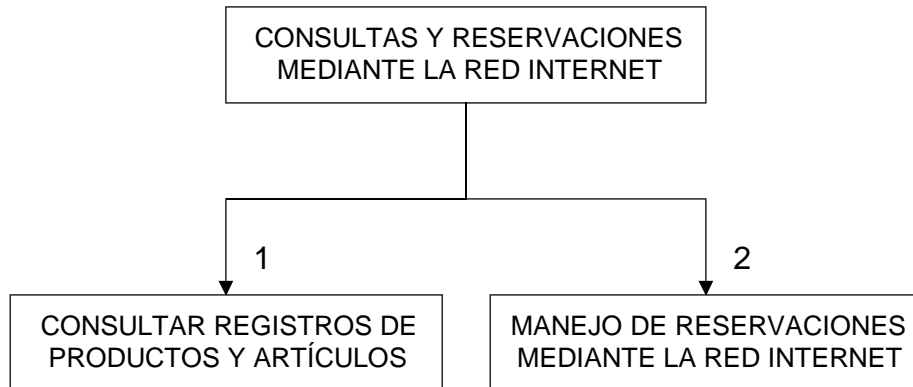 CONSULTAS Y RESERVACIONES
MEDIANTE LA RED INTERNET
1
2
CONSULTAR REGISTROS DE
PRODUCTOS Y ARTÍCULOS
MANEJO DE RESERVACIONES
MEDIANTE LA RED INTERNET